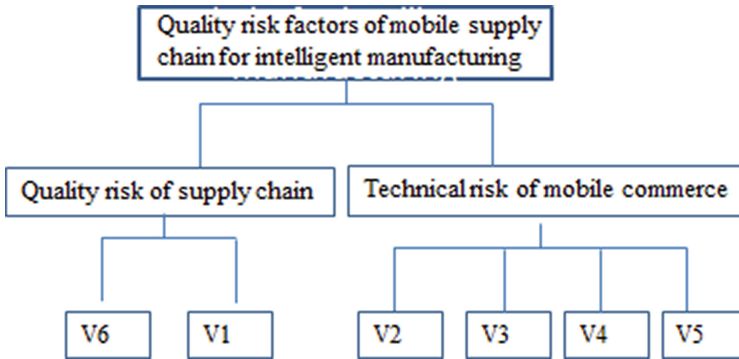 Quality risk factors of mobile supply
chain for intelligent manufacturing
Quality risk of supply chain
Technical risk of mobile commerce
V6
V1
V2
V3
V4
V5